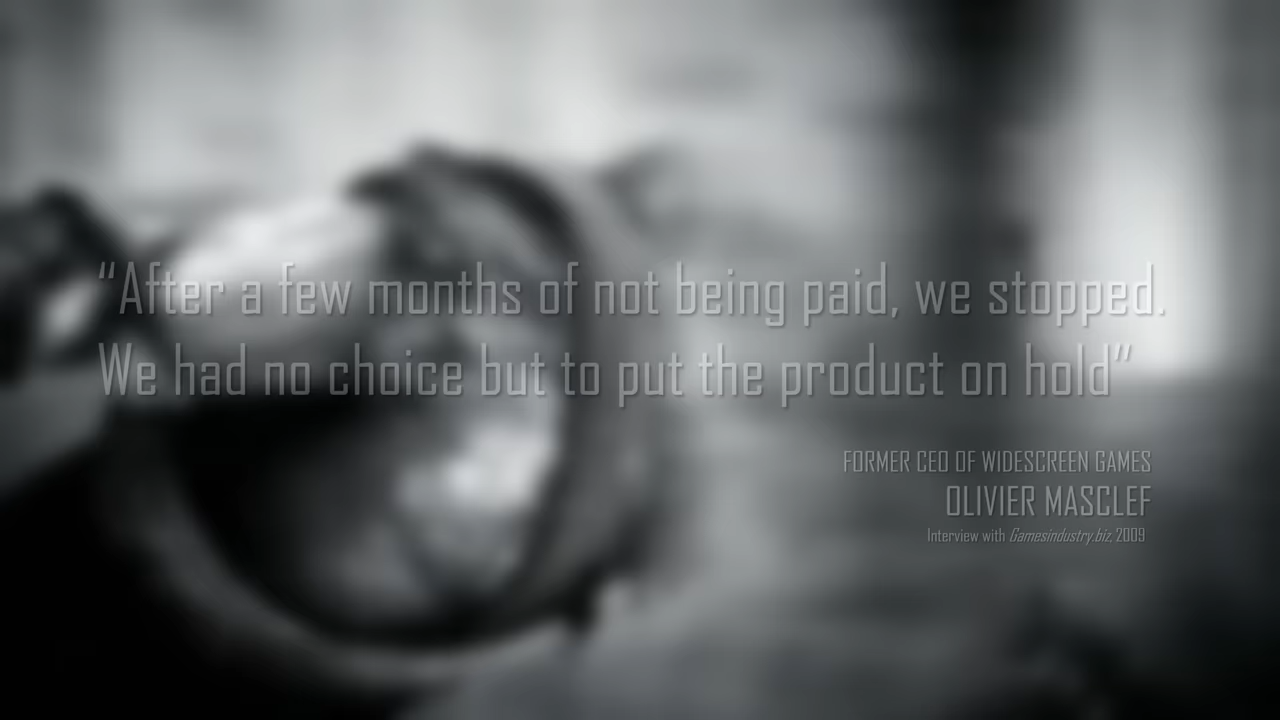 “After a few months of not being paid, we stopped.
We had no choice but to put the product on hold”
FORMER CEO OF WIDESCREEN GAMES
OLIVIER MASCLEF
Interview with Gamesindustry.biz, 2009